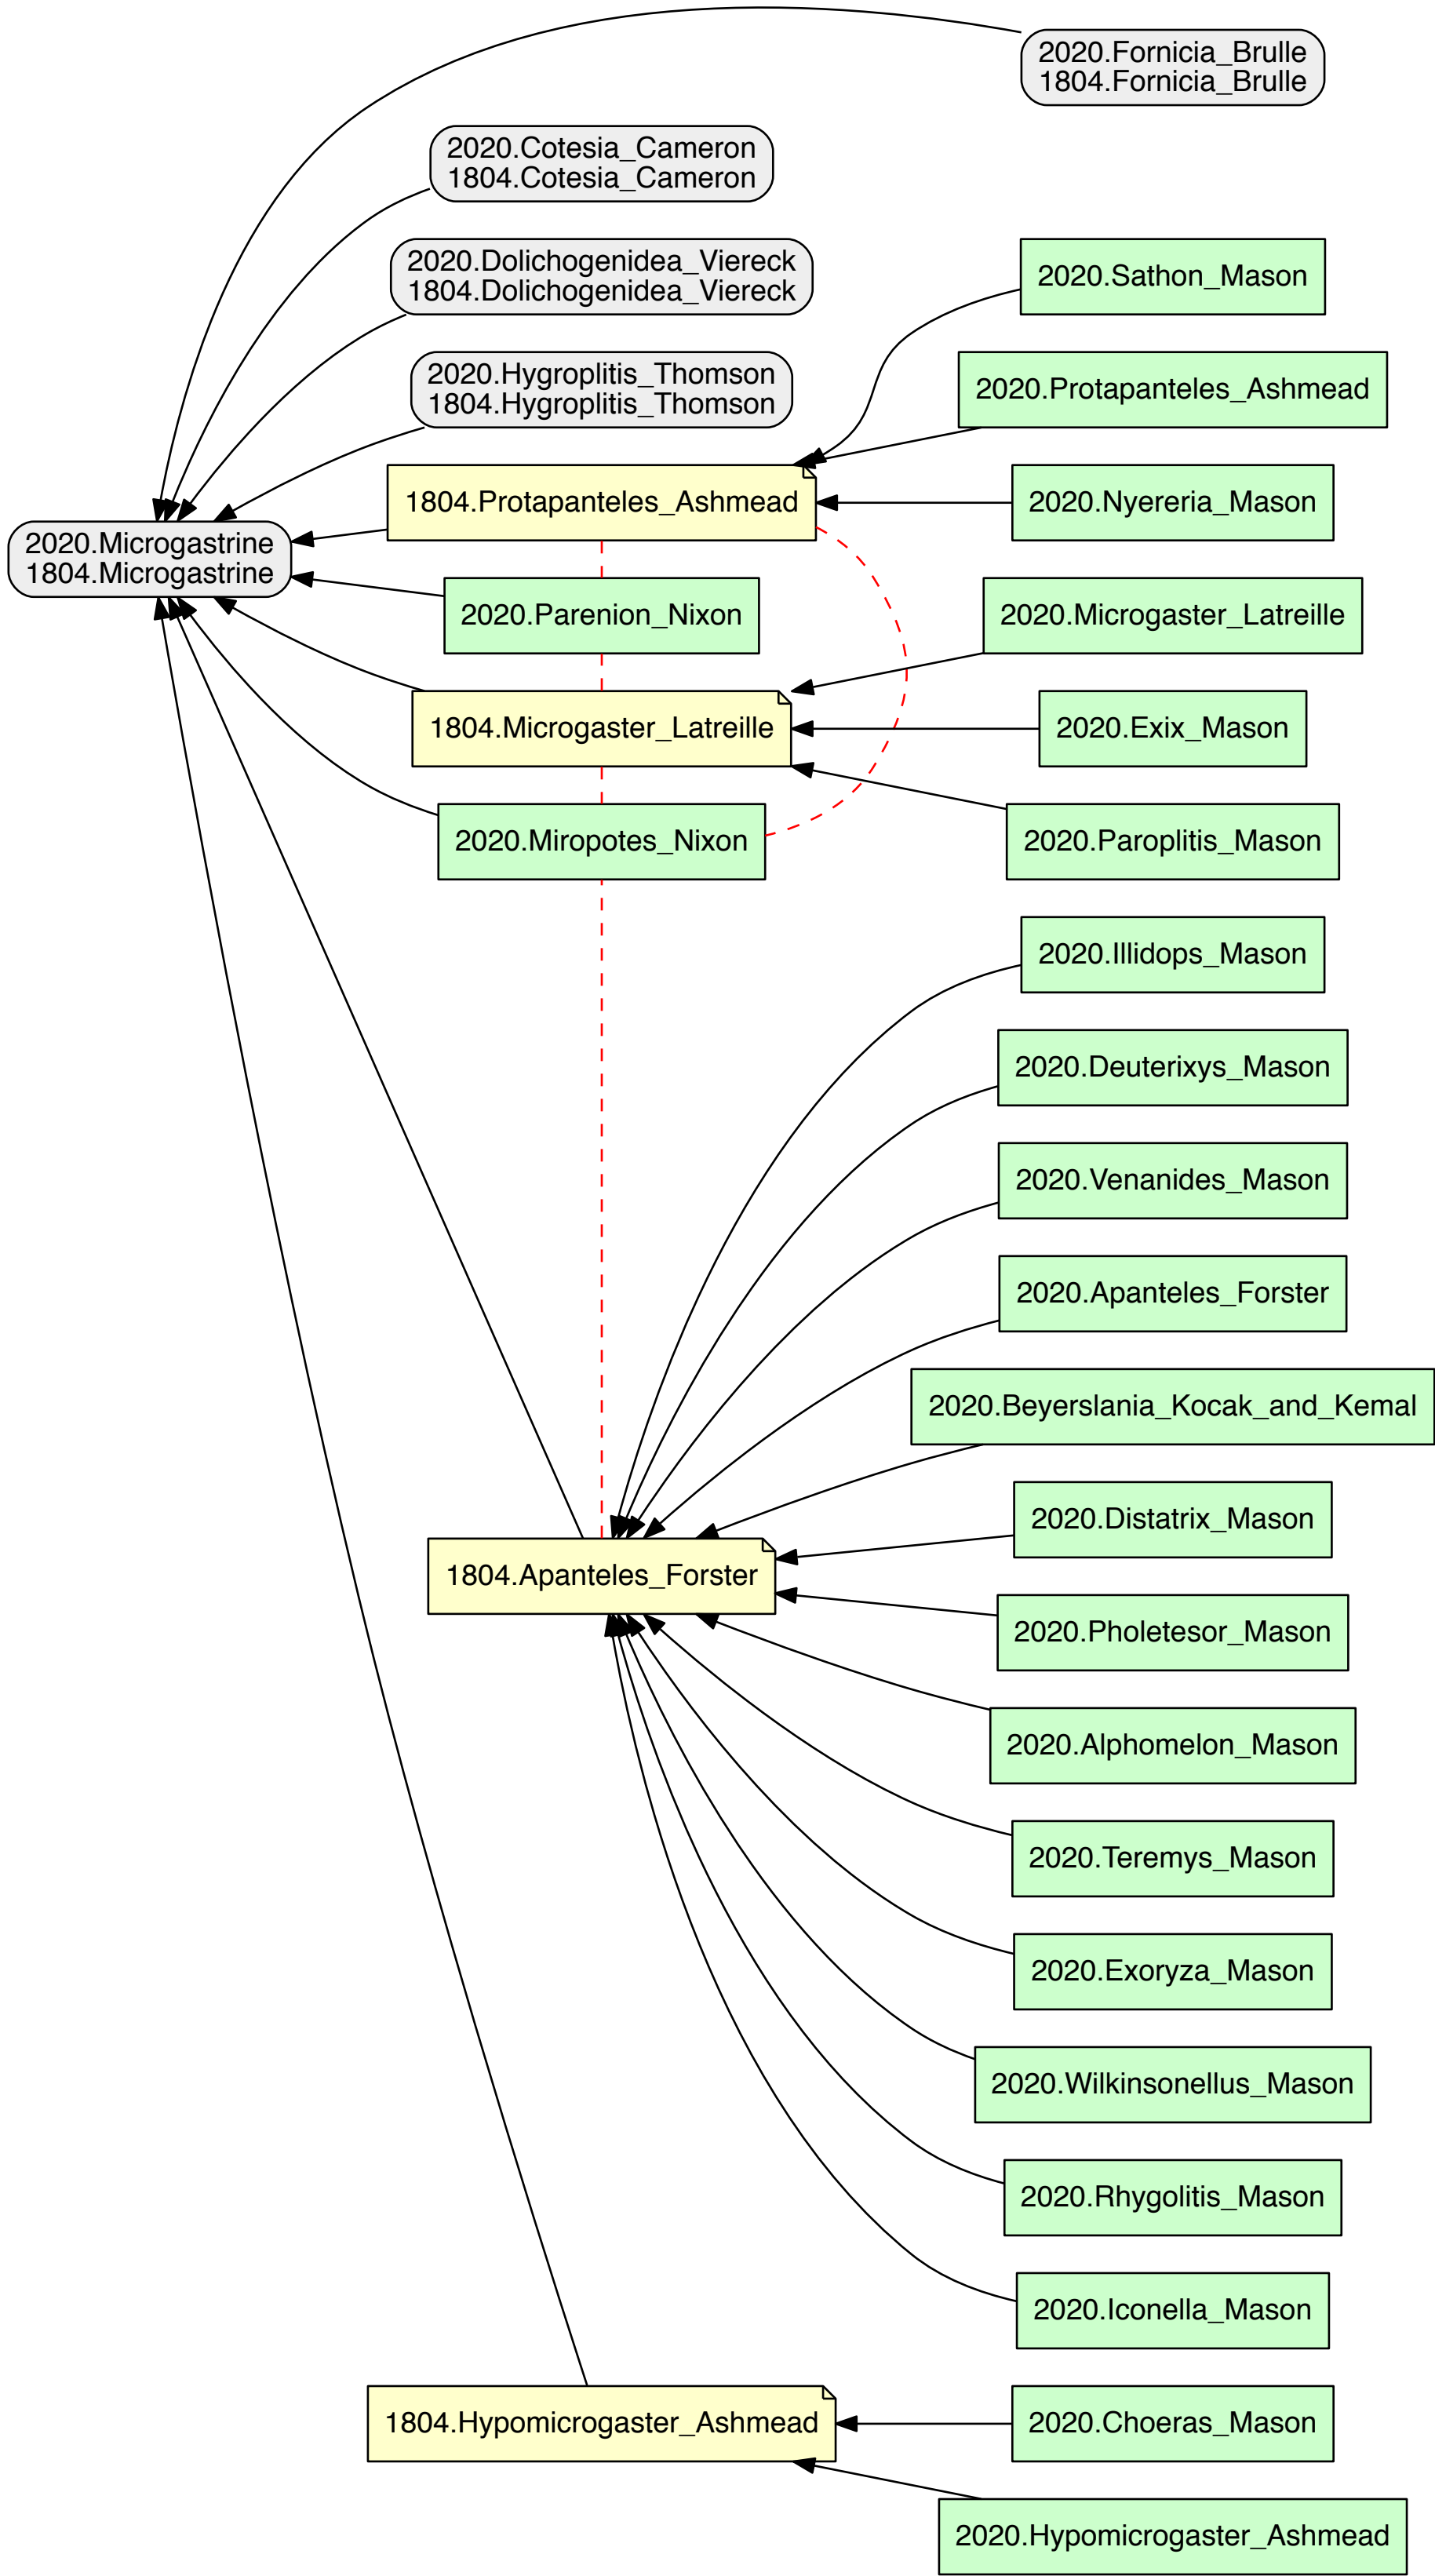 2020.Fornicia_Brulle
1804.Fornicia_Brulle
2020.Cotesia_Cameron
1804.Cotesia_Cameron
2020.Dolichogenidea_Viereck
1804.Dolichogenidea_Viereck
2020.Sathon_Mason
2020.Hygroplitis_Thomson
1804.Hygroplitis_Thomson
2020.Protapanteles_Ashmead
1804.Protapanteles_Ashmead
2020.Nyereria_Mason
2020.Microgastrine
1804.Microgastrine
2020.Parenion_Nixon
2020.Microgaster_Latreille
1804.Microgaster_Latreille
2020.Exix_Mason
2020.Miropotes_Nixon
2020.Paroplitis_Mason
2020.Illidops_Mason
2020.Deuterixys_Mason
2020.Venanides_Mason
2020.Apanteles_Forster
2020.Beyerslania_Kocak_and_Kemal
2020.Distatrix_Mason
1804.Apanteles_Forster
2020.Pholetesor_Mason
2020.Alphomelon_Mason
2020.Teremys_Mason
2020.Exoryza_Mason
2020.Wilkinsonellus_Mason
2020.Rhygolitis_Mason
2020.Iconella_Mason
1804.Hypomicrogaster_Ashmead
2020.Choeras_Mason
2020.Hypomicrogaster_Ashmead